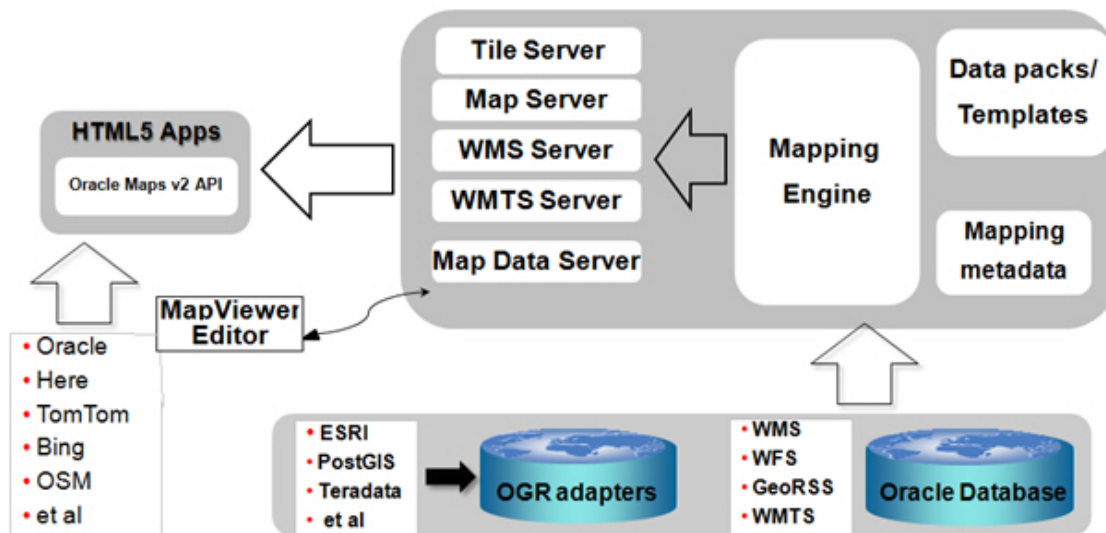 Tile Server
Map Server
WMS Server
WMTS Server
Map Data Server
Mapping
Engine
Data packs/
Templates
Mapping
metadata
HTML5 Apps
Oracle Maps v2 API
MapViewer
Editor
• Oracle
• Here
• TomTom
• Bing
• OSM
• et al
• ESRI
• PostGIS
• Teradata
• et al
OGR adapters
• WMS
• WFS
• GeoRSS
• WMTS
Oracle Database